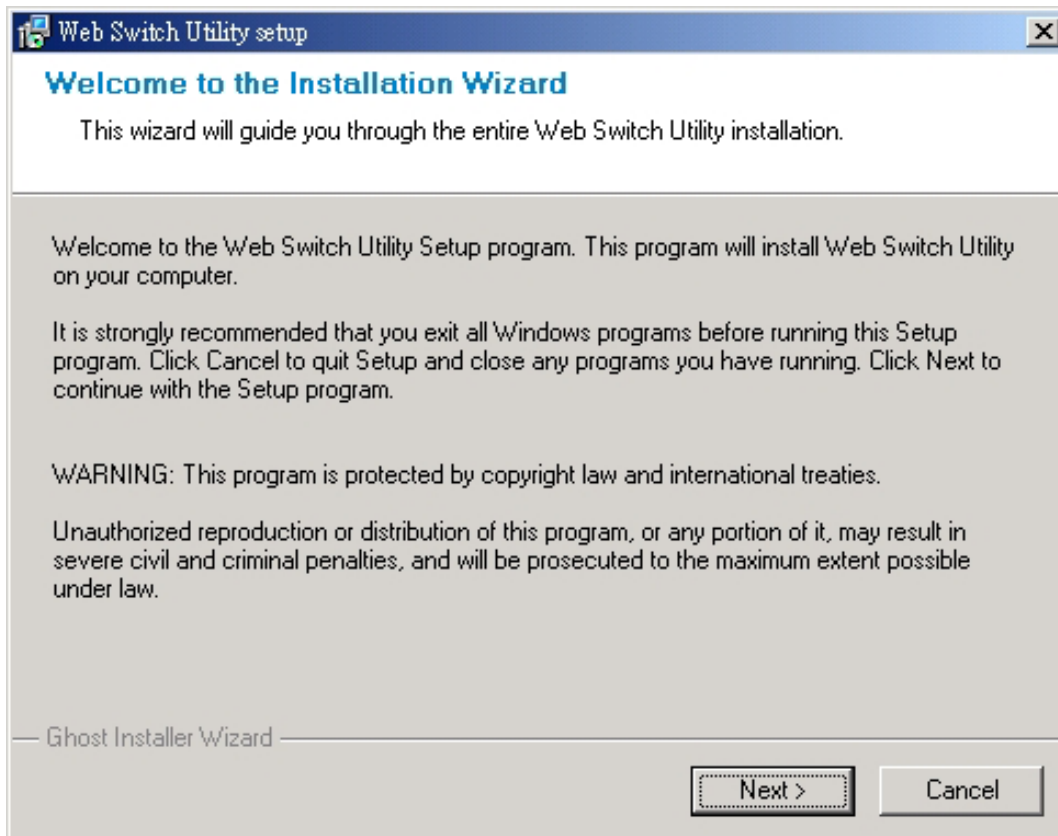 Web Switch Utility setup
Welcome to the Installation Wizard
This wizard will guide you through the entire Web Switch Utility installation.
Welcome to the Web Switch Utility Setup program. This program will install Web Switch Utility
on your computer.
It is strongly recommended that you exit all Windows programs before running this Setup
program. Click Cancel to quit Setup and close any programs you have running. Click Next to
continue with the Setup program.
WARNING: This program is protected by copyright law and international treaties.
Unauthorized reproduction or distribution of this program, or any portion of it, may result in
severe civil and criminal penalties, and will be prosecuted to the maximum extent possible
under law.
Ghost Installer Wizard
Next >
Cancel